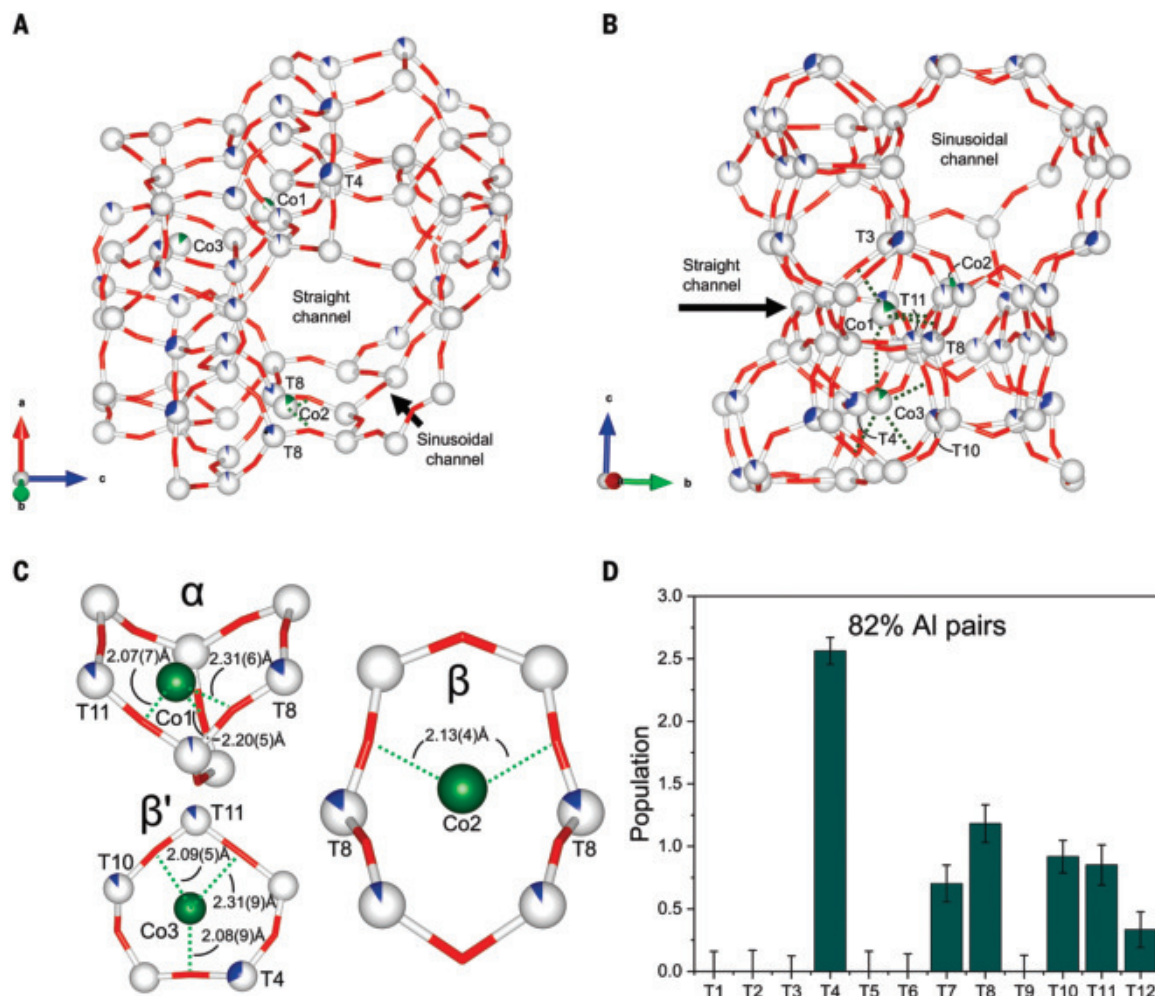 A
T4
Co1
Co3
Straight
channel
T8
Co2
T8
Sinusoidal
channel
a
c
b
B
Sinusoidal
channel
T3
Co2
Straight
channel
T11
Co1
T8
Co3
T4
T10
c
b
C
α
2.07(7)Å
2.31(6)Å
T11
Co1
T8
2.20(5)Å
β'
T11
T10
2.09(5)Å
2.31(9)Å
Co3
2.08(9)Å
T4
β
2.13(4)Å
Co2
T8
T8
D
82% Al pairs
Population
3.0
2.5
2.0
1.5
1.0
0.5
0.0
T1 T2 T3 T4 T5 T6 T7 T8 T9 T10 T11 T12